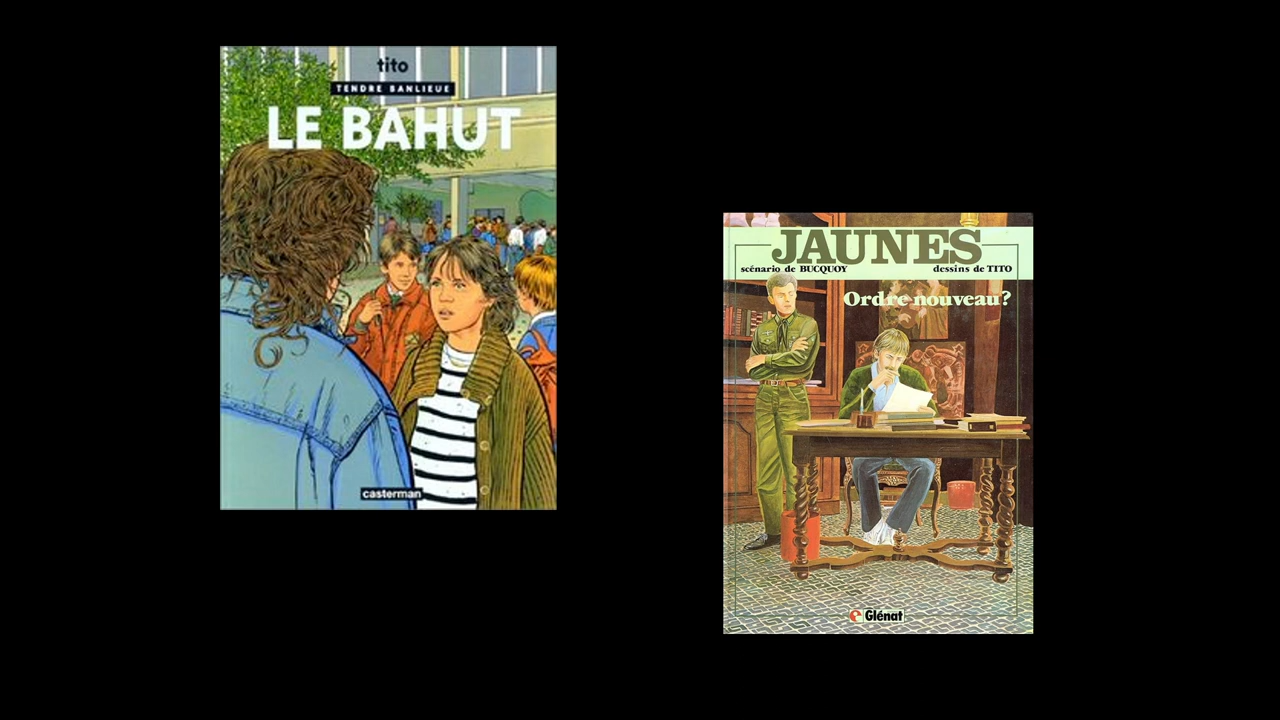 tito
TENDRE BANLIEUE
LE BAHUT
casterman
JAUNES
scénario de BUCQUOY dessins de TITO
Ordre nouveau?
Glénat